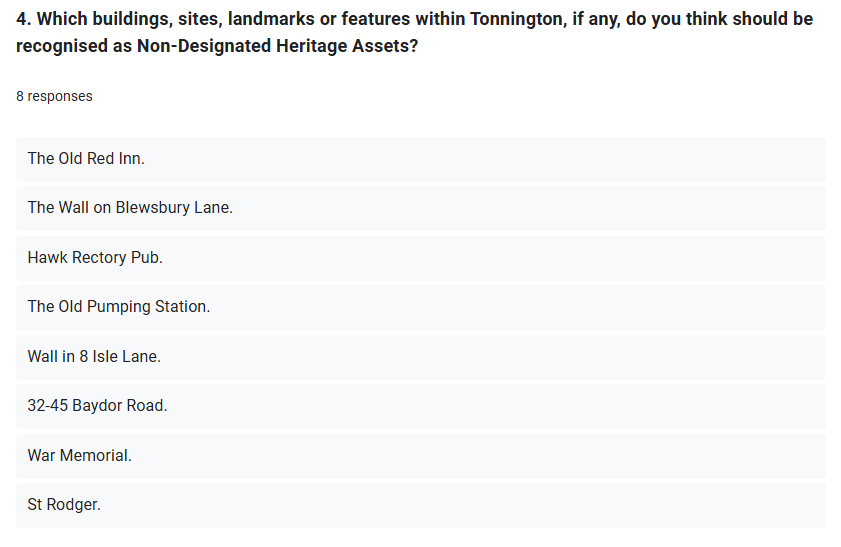 4. Which buildings, sites, landmarks or features within Tonnington, if any, do you think should be
recognised as Non-Designated Heritage Assets?
8 responses
The Old Red Inn.
The Wall on Blewsbury Lane.
Hawk Rectory Pub.
The Old Pumping Station.
Wall in 8 Isle Lane.
32-45 Baydor Road.
War Memorial.
St Rodger.